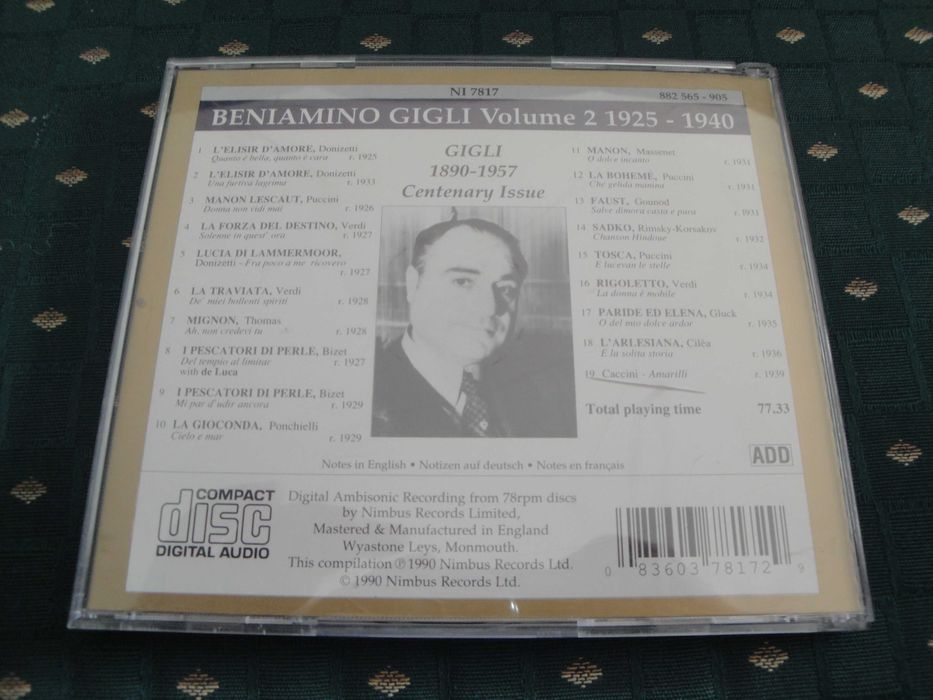 NI 7817
882 565 - 905
BENIAMINO GIGLI Volume 2 1925 - 1940
1 L'ELISIR D'AMORE, Donizetti
Quanto è bella, quanto è cara r. 1925
2 L'ELISIR D'AMORE, Donizetti
Una furtiva lagrima r. 1933
3 MANON LESCAUT, Puccini
Donna non vidi mai r. 1926
4 LA FORZA DEL DESTINO, Verdi
Solenne in quest' ora r. 1927
5 LUCIA DI LAMMERMOOR,
Donizetti - Fra poco a me ricovero
r. 1927
6 LA TRAVIATA, Verdi
De' miei bollenti spiriti r. 1928
7 MIGNON, Thomas
Ah, non credevi tu r. 1928
8 I PESCATORI DI PERLE, Bizet
Del tempio al limitar r. 1927
with de Luca
9 I PESCATORI DI PERLE, Bizet
Mi par d'udir ancora r. 1929
10 LA GIOCONDA, Ponchielli
Cielo e mar r. 1929
GIGLI
1890-1957
Centenary Issue
11 MANON, Massenet
O dolce incanto r. 1931
12 LA BOHEME, Puccini
Che gelida manina r. 1931
13 FAUST, Gounod
Salve dimora casta e pura r. 1931
14 SADKO, Rimsky-Korsakov
Chanson Hindoue r. 1932
15 TOSCA, Puccini
E lucevan le stelle r. 1934
16 RIGOLETTO, Verdi
La donna è mobile r. 1934
17 PARIDE ED ELENA, Gluck
O del mio dolce ardor r. 1935
18 L'ARLESIANA, Cilèa
E la solita storia r. 1936
19 Caccini - Amarilli r. 1939
Total playing time 77.33
ADD
Notes in English • Notizen auf deutsch • Notes en français
COMPACT
disc
DIGITAL AUDIO
Digital Ambisonic Recording from 78rpm discs
by Nimbus Records Limited,
Mastered & Manufactured in England
Wyastone Leys, Monmouth.
This compilation ℗ 1990 Nimbus Records Ltd.
© 1990 Nimbus Records Ltd.
0 83603 78172 9